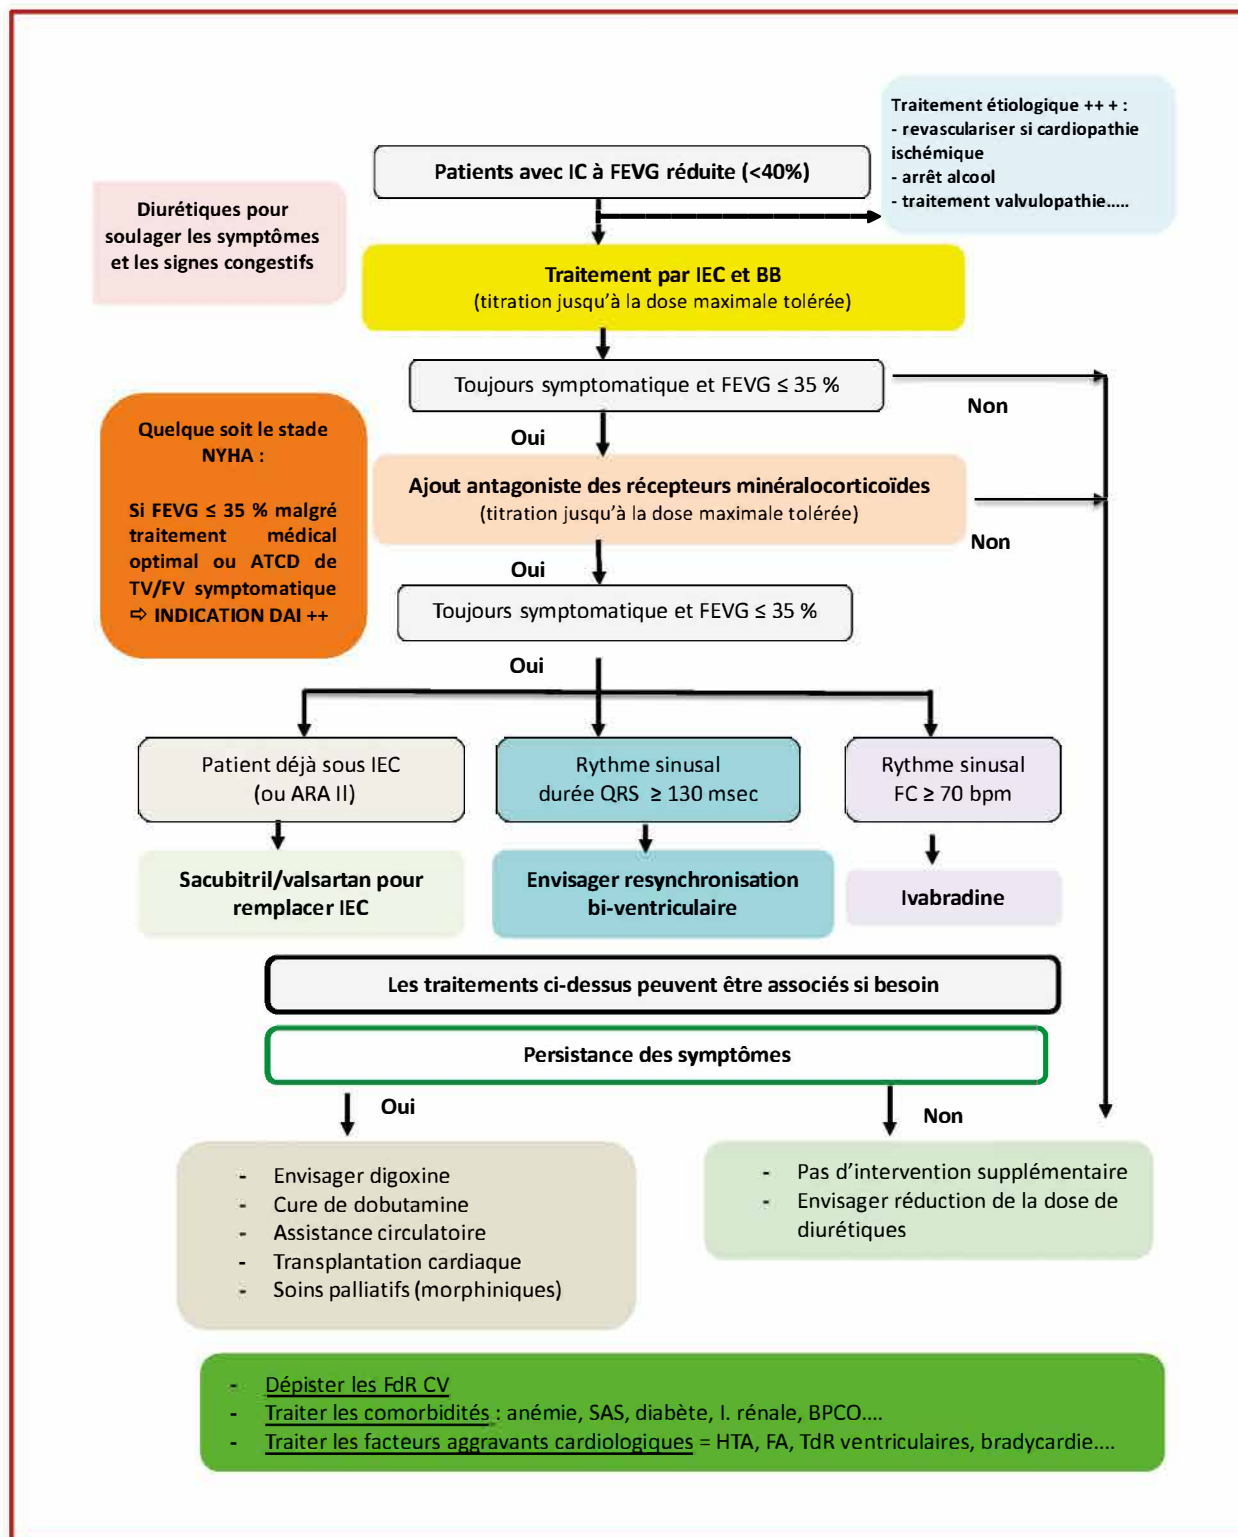 Traitement étiologique ++ + :
- revasculariser si cardiopathie
ischémique
- arrêt alcool
- traitement valvulopathie.....
Patients avec IC à FEVG réduite (<40%)
Diurétiques pour
soulager les symptômes
et les signes congestifs
Traitement par IEC et BB
(titration jusqu'à la dose maximale tolérée)
Toujours symptomatique et FEVG ≤ 35 %
Non
Oui
Quelque soit le stade
NYHA :
Si FEVG ≤ 35 % malgré
traitement médical
optimal ou ATCD de
TV/FV symptomatique
⇨ INDICATION DAI ++
Ajout antagoniste des récepteurs minéralocorticoïdes
(titration jusqu'à la dose maximale tolérée)
Non
Oui
Toujours symptomatique et FEVG ≤ 35 %
Oui
Patient déjà sous IEC
(ou ARA II)
Rythme sinusal
durée QRS ≥ 130 msec
Rythme sinusal
FC ≥ 70 bpm
Sacubitril/valsartan pour
remplacer IEC
Envisager resynchronisation
bi-ventriculaire
Ivabradine
Les traitements ci-dessus peuvent être associés si besoin
Persistance des symptômes
Oui
Non
- Envisager digoxine
- Cure de dobutamine
- Assistance circulatoire
- Transplantation cardiaque
- Soins palliatifs (morphiniques)
- Pas d'intervention supplémentaire
- Envisager réduction de la dose de
diurétiques
- Dépister les FdR CV
- Traiter les comorbidités : anémie, SAS, diabète, I. rénale, BPCO....
- Traiter les facteurs aggravants cardiologiques = HTA, FA, TdR ventriculaires, bradycardie....